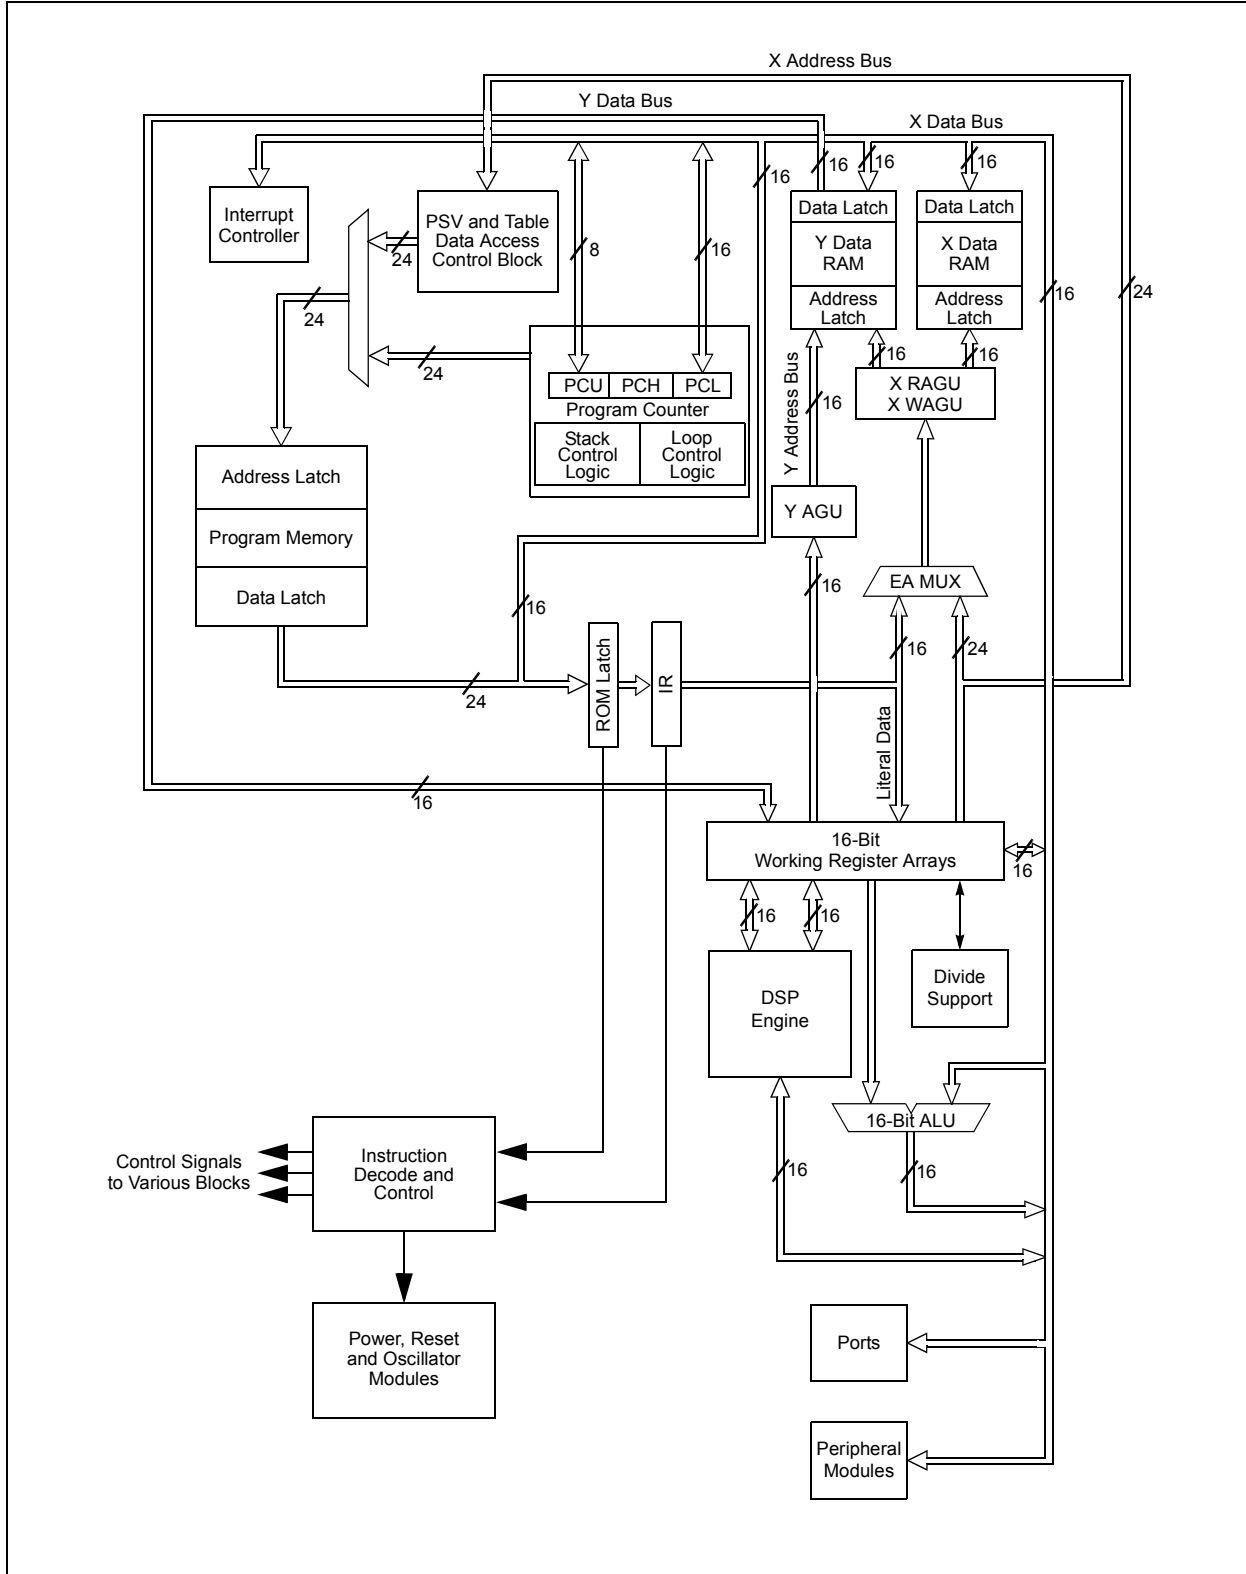 X Address Bus
Y Data Bus
X Data Bus
16
16
16
16
Interrupt
Controller
PSV and Table
Data Access
Control Block
24
8
16
Data Latch
Y Data
RAM
Address
Latch
Data Latch
X Data
RAM
Address
Latch
16
24
24
24
16
16
X RAGU
X WAGU
PCU
PCH
PCL
Program Counter
Stack
Control
Logic
Loop
Control
Logic
Y Address Bus
16
Address Latch
Program Memory
Data Latch
Y AGU
EA MUX
16
16
16
24
24
ROM Latch
IR
Literal Data
16
16-Bit
Working Register Arrays
16
16
16
DSP
Engine
Divide
Support
16-Bit ALU
16
16
Control Signals
to Various Blocks
Instruction
Decode and
Control
Power, Reset
and Oscillator
Modules
Ports
Peripheral
Modules